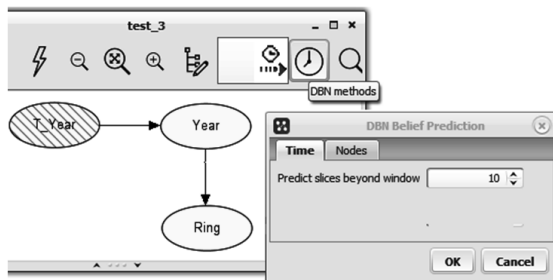 test_3
DBN methods
T_Year
Year
Ring
DBN Belief Prediction
Time Nodes
Predict slices beyond window 10
OK Cancel